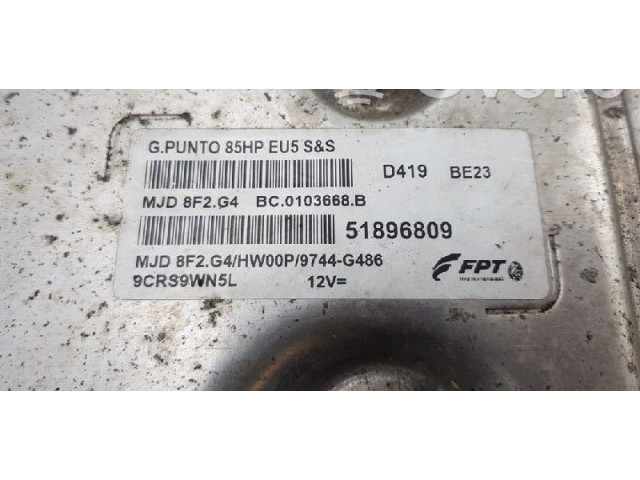 G.PUNTO 85HP EU5 S&S
D419 BE23
MJD 8F2.G4 BC.0103668.B
51896809
MJD 8F2.G4/HW00P/9744-G486
FPT
9CRS9WN5L 12V=